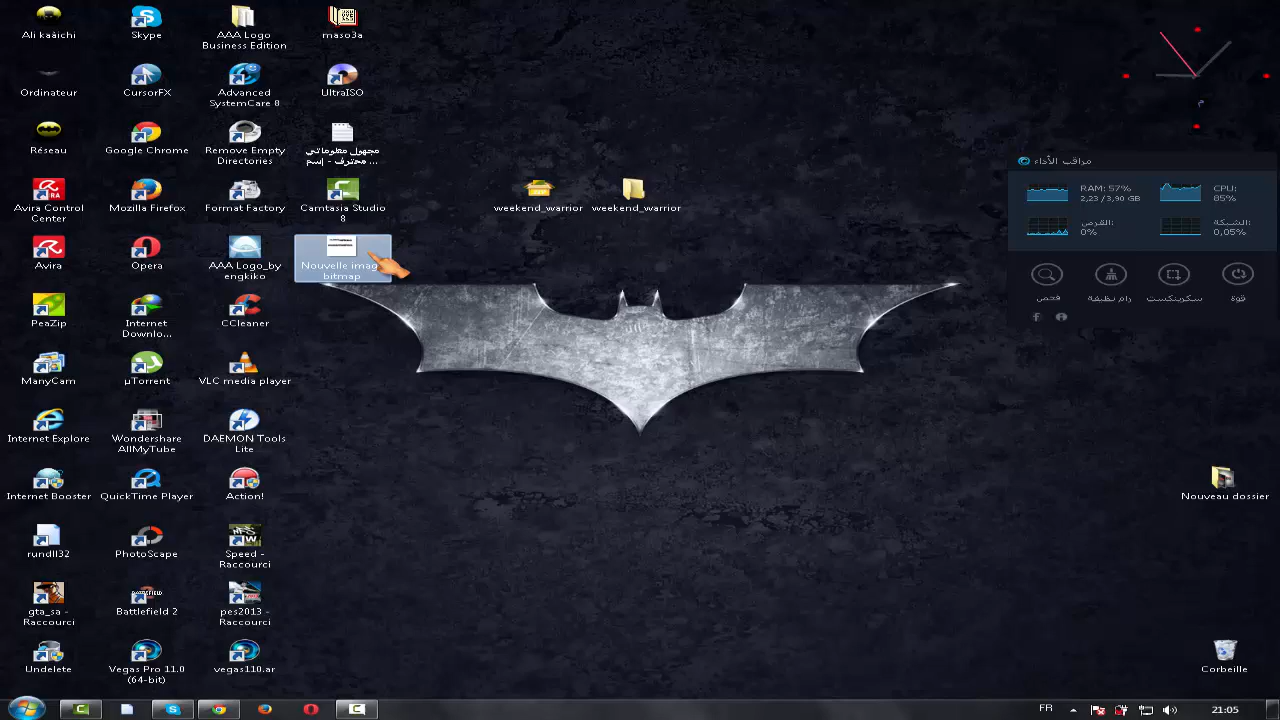 Ali kaâichi
Ordinateur
Réseau
Avira Control
Center
Avira
PeaZip
ManyCam
Internet Explore
Internet Booster
rundll32
gta_sa -
Raccourci
Undelete
Skype
CursorFX
Google Chrome
Mozilla Firefox
Opera
Internet
Downlo...
µTorrent
Wondershare
AllMyTube
QuickTime Player
PhotoScape
Battlefield 2
Vegas Pro 11.0
(64-bit)
AAA Logo
Business Edition
Advanced
SystemCare 8
Remove Empty
Directories
Format Factory
AAA Logo_by
engkiko
CCleaner
VLC media player
DAEMON Tools
Lite
Action!
Speed -
Raccourci
pes2013 -
Raccourci
vegas110.ar
maso3a
UltraISO
مجهول معلوماتي
محترف - إسم ...
Camtasia Studio
8
Nouvelle imag
bitmap
weekend_warrior
weekend_warrior
م
مراقب الأداء
RAM: 57%
2,23 / 3,90 GB
CPU:
85%
القرص:
0%
الشبكة:
0,05%
فحص
رام نظيفة
سكرينكست
قوة
Nouveau dossier
Corbeille
FR
21:05